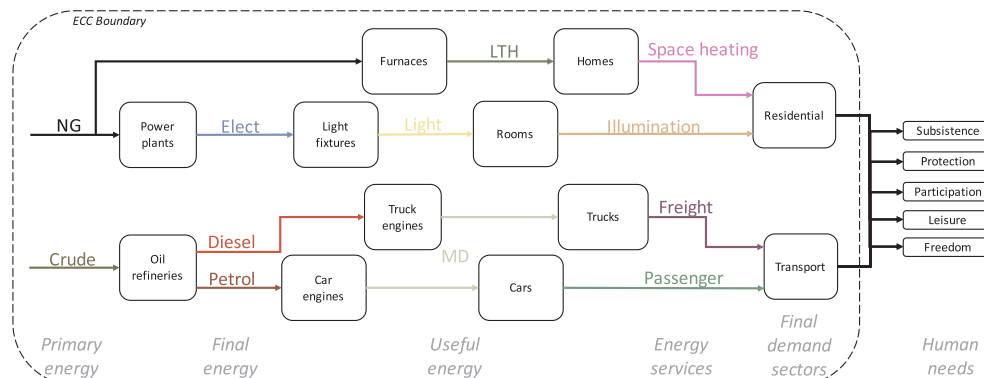 ECC Boundary
Furnaces
LTH
Homes
Space heating
NG
Power
plants
Elect
Light
fixtures
Light
Rooms
Illumination
Residential
Subsistence
Protection
Participation
Leisure
Freedom
Crude
Oil
refineries
Diesel
Petrol
Truck
engines
MD
Trucks
Freight
Car
engines
Cars
Passenger
Transport
Primary
energy
Final
energy
Useful
energy
Energy
services
Final
demand
sectors
Human
needs